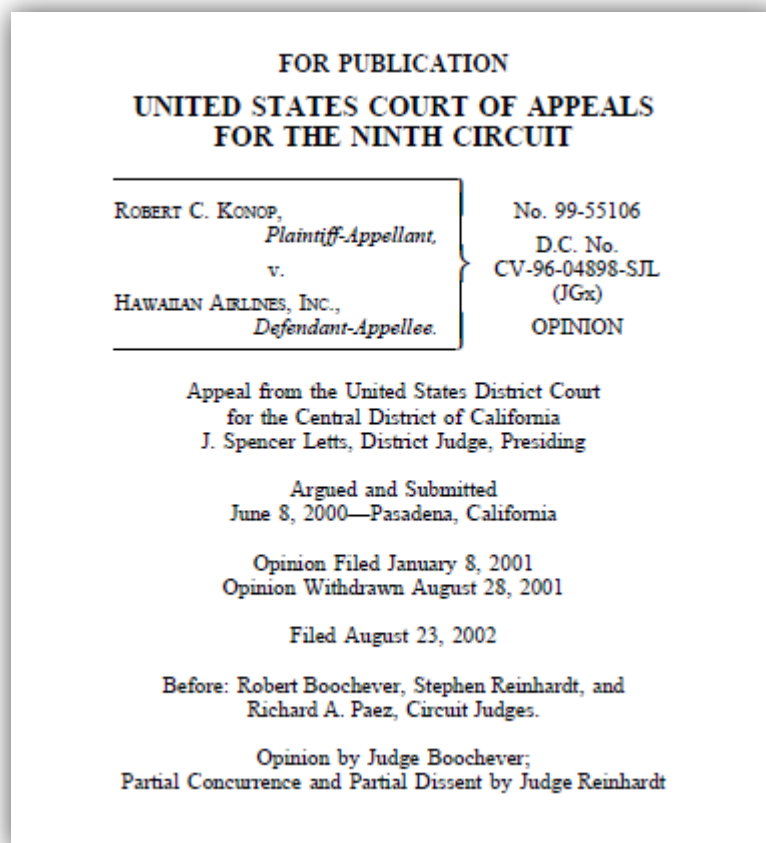 FOR PUBLICATION
UNITED STATES COURT OF APPEALS
FOR THE NINTH CIRCUIT
ROBERT C. KONOP,
Plaintiff-Appellant,
v.
HAWAIIAN AIRLINES, INC.,
Defendant-Appellee.
No. 99-55106
D.C. No.
CV-96-04898-SJL
(JGx)
OPINION
Appeal from the United States District Court
for the Central District of California
J. Spencer Letts, District Judge, Presiding
Argued and Submitted
June 8, 2000—Pasadena, California
Opinion Filed January 8, 2001
Opinion Withdrawn August 28, 2001
Filed August 23, 2002
Before: Robert Boochever, Stephen Reinhardt, and
Richard A. Paez, Circuit Judges.
Opinion by Judge Boochever;
Partial Concurrence and Partial Dissent by Judge Reinhardt